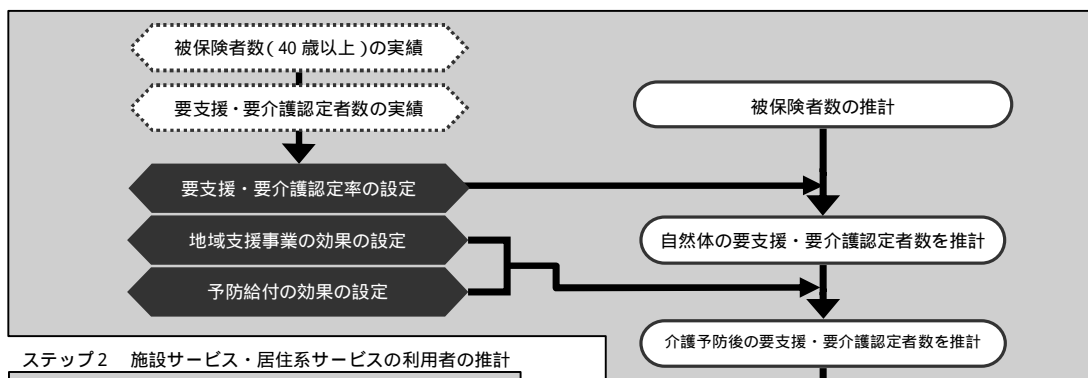 被保険者数(40歳以上)の実績
要支援・要介護認定者数の実績
被保険者数の推計
要支援・要介護認定率の設定
地域支援事業の効果の設定
自然体の要支援・要介護認定者数を推計
予防給付の効果の設定
介護予防後の要支援・要介護認定者数を推計
ステップ2　施設サービス・居住系サービスの利用者の推計